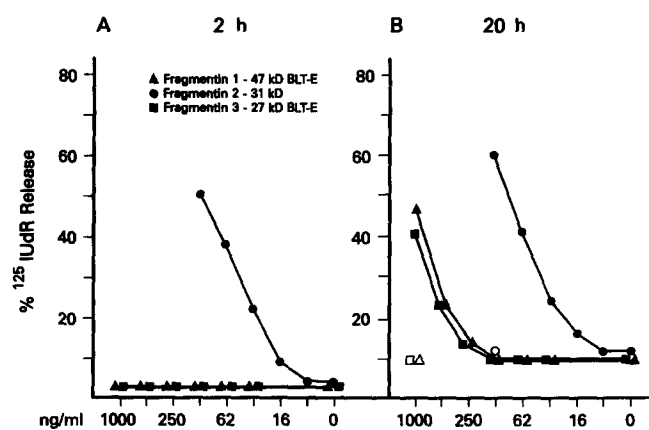 A 2 h
B 20 h
▲ Fragmentin 1 - 47 kD BLT-E
● Fragmentin 2 - 31 kD
■ Fragmentin 3 - 27 kD BLT-E
% 125 IUdR Release
80
60
40
20
80
60
40
20
ng/ml 1000 250 62 16 0
1000 250 62 16 0